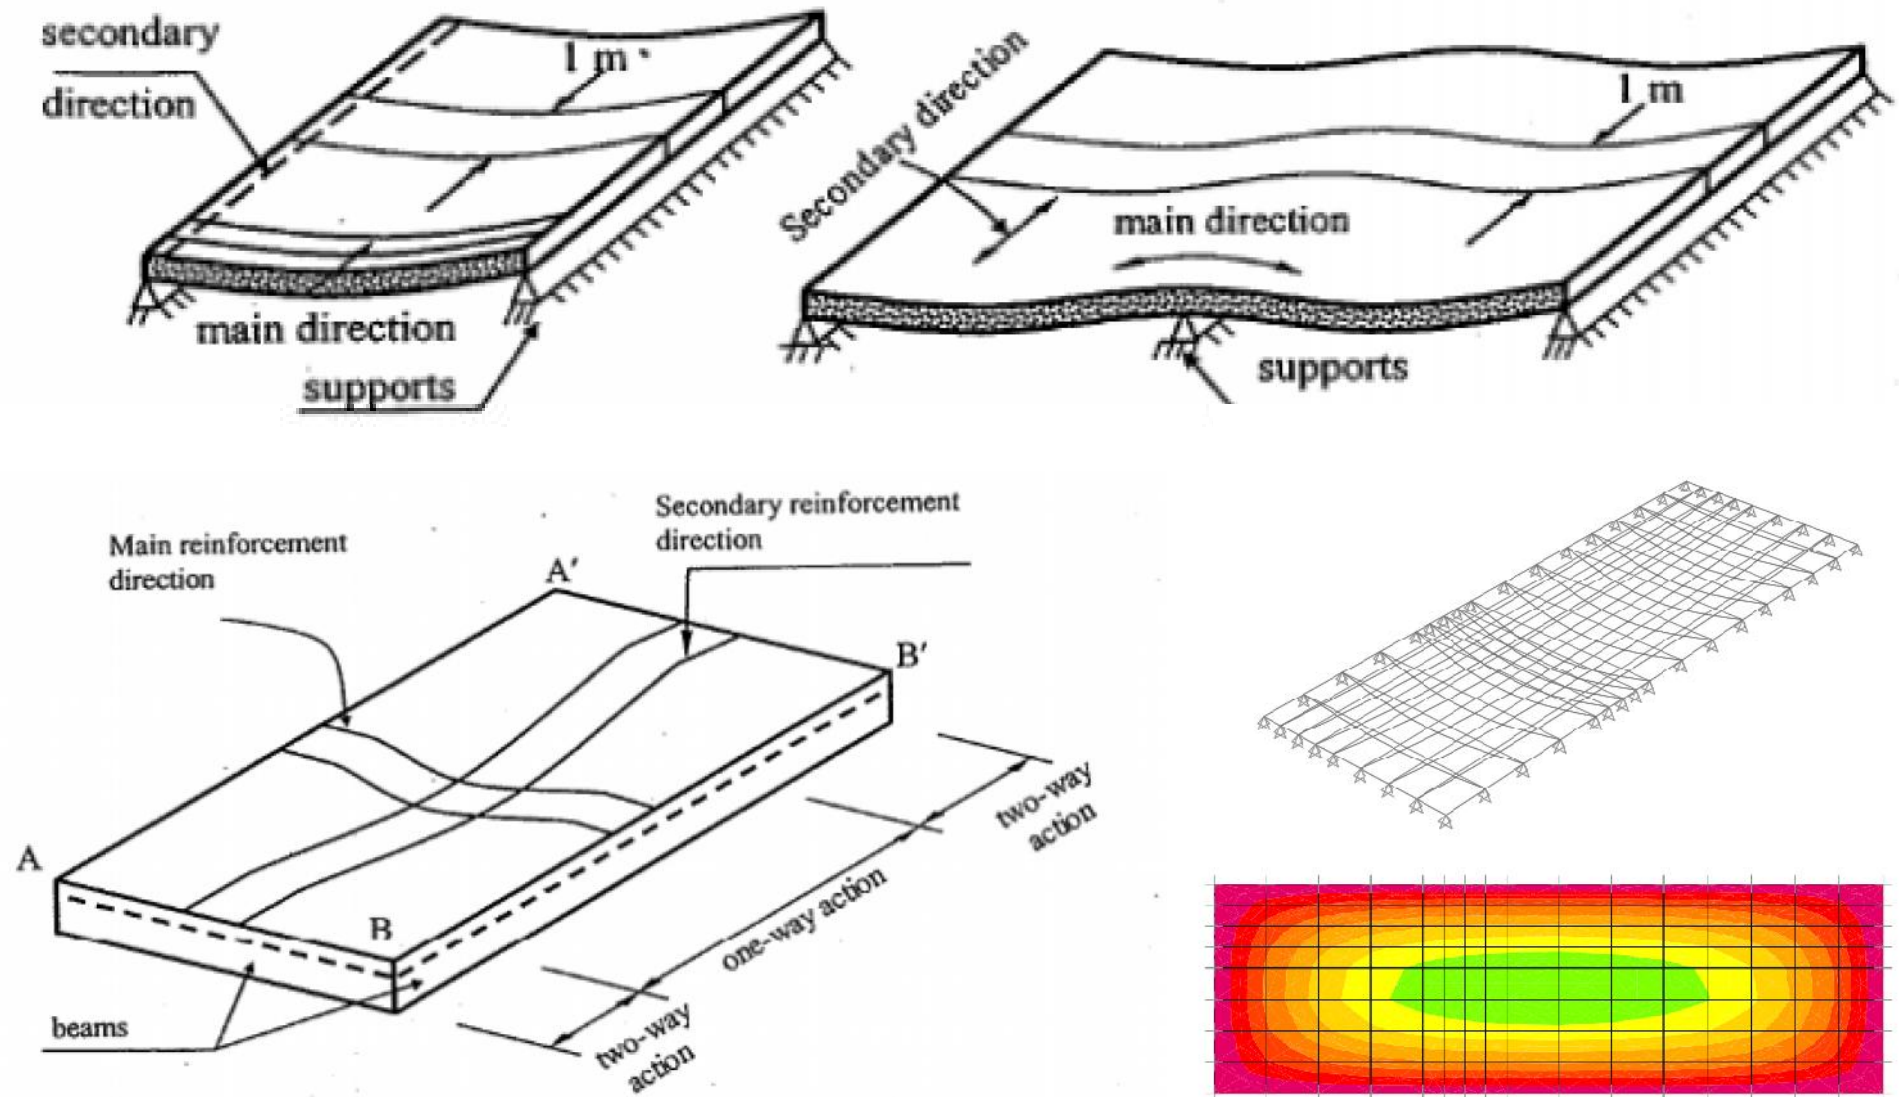 secondary
direction
1 m
main direction
supports
Secondary direction
1 m
main direction
supports
Main reinforcement
direction
Secondary reinforcement
direction
A'
B'
A
B
beams
two-way
action
one-way action
two-way
action